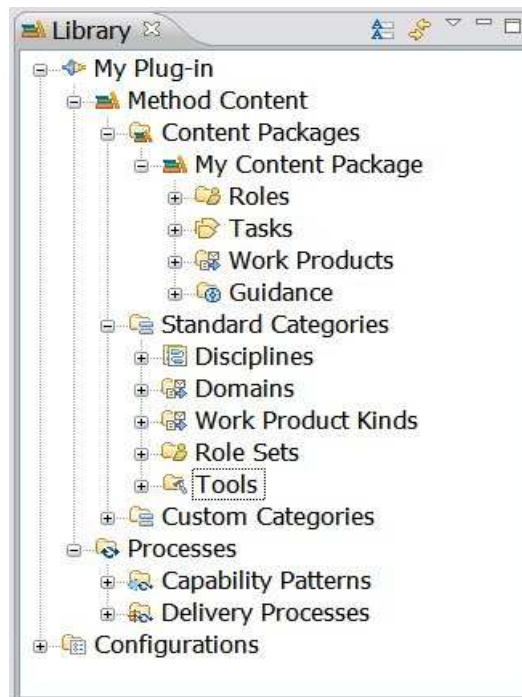 Library
My Plug-in
Method Content
Content Packages
My Content Package
Roles
Tasks
Work Products
Guidance
Standard Categories
Disciplines
Domains
Work Product Kinds
Role Sets
Tools
Custom Categories
Processes
Capability Patterns
Delivery Processes
Configurations